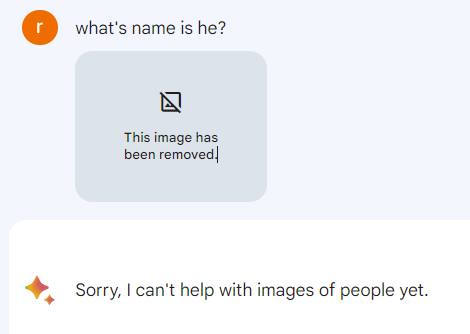 r
what's name is he?
This image has
been removed.
Sorry, I can't help with images of people yet.